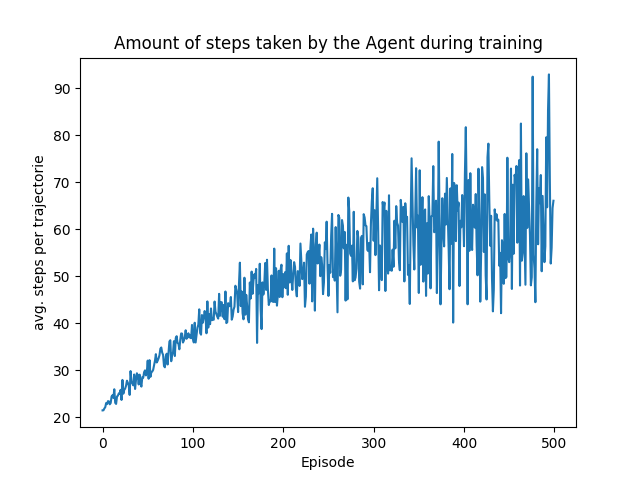 Amount of steps taken by the Agent during training
avg. steps per trajectorie
90
80
70
60
50
40
30
20
0 100 200 300 400 500
Episode